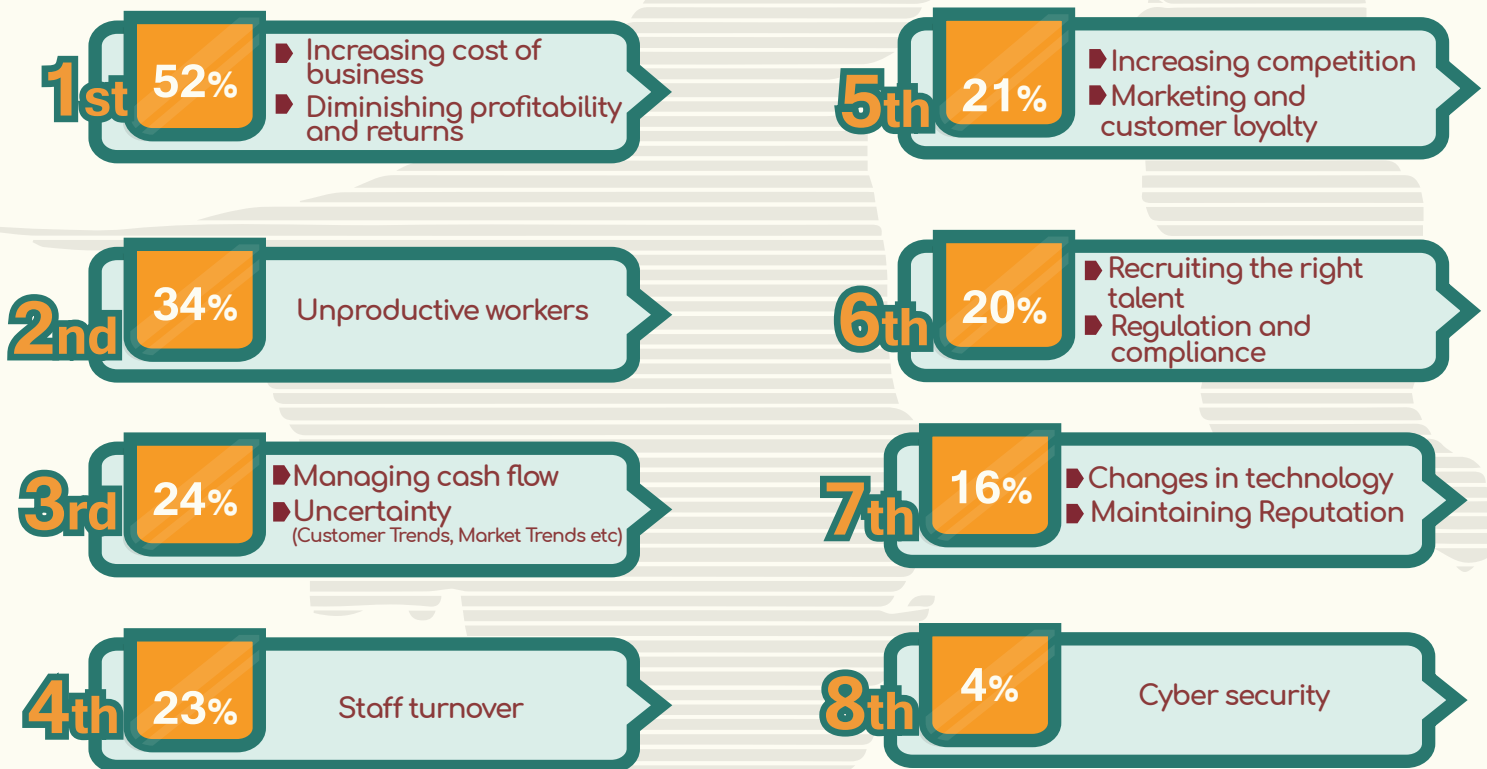 1st
52%
Increasing cost of
business
Diminishing profitability
and returns
2nd
34%
Unproductive workers
3rd
24%
Managing cash flow
Uncertainty
(Customer Trends, Market Trends etc)
4th
23%
Staff turnover
5th
21%
Increasing competition
Marketing and
customer loyalty
6th
20%
Recruiting the right
talent
Regulation and
compliance
7th
16%
Changes in technology
Maintaining Reputation
8th
4%
Cyber security